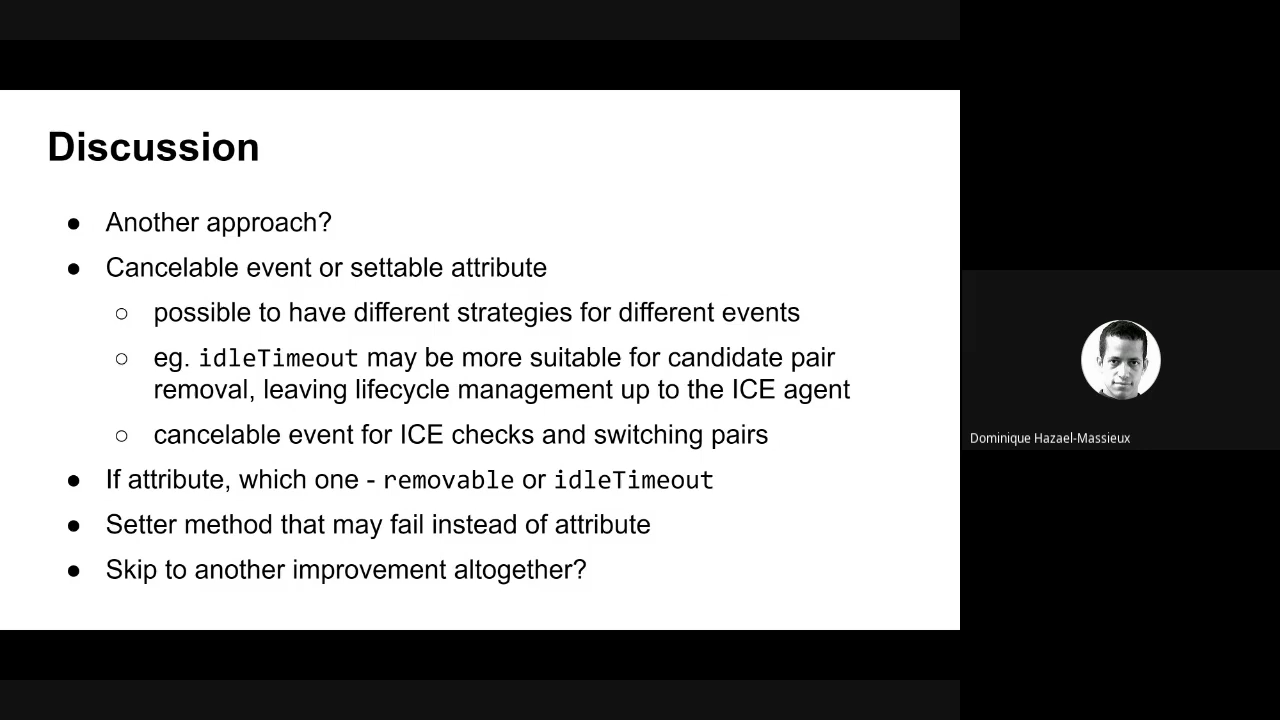 Discussion
● Another approach?
● Cancelable event or settable attribute
○ possible to have different strategies for different events
○ eg. idleTimeout may be more suitable for candidate pair
removal, leaving lifecycle management up to the ICE agent
○ cancelable event for ICE checks and switching pairs
● If attribute, which one - removable or idleTimeout
● Setter method that may fail instead of attribute
● Skip to another improvement altogether?
Dominique Hazael-Massieux